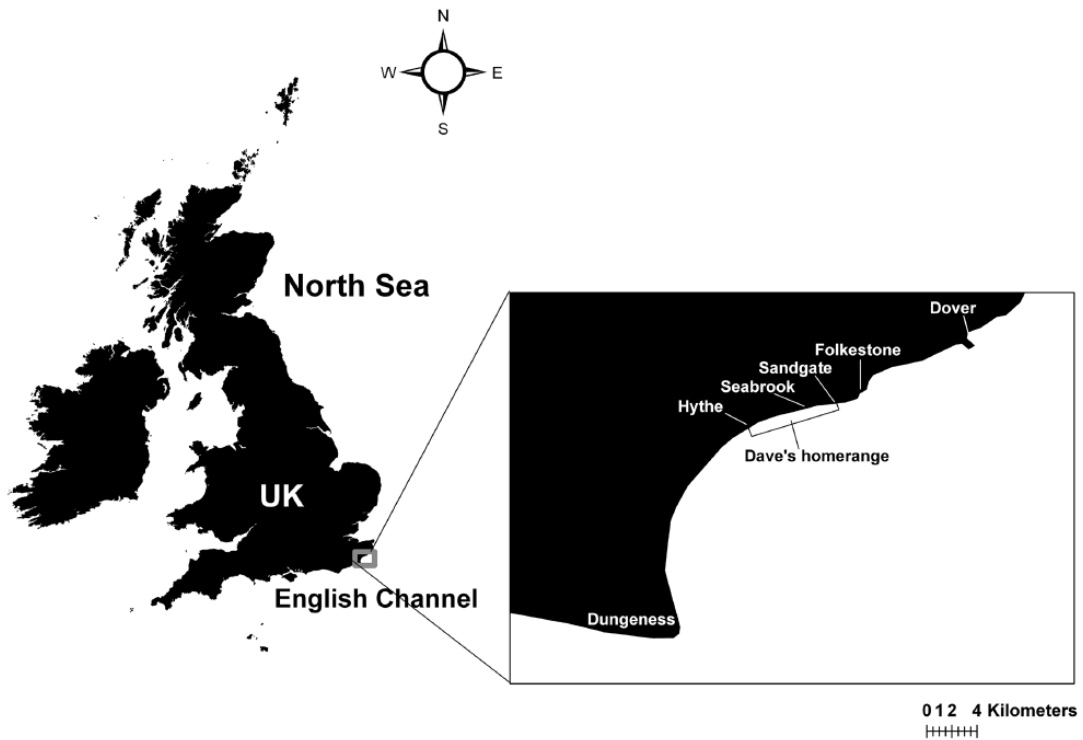 N
W E
S
North Sea
UK
English Channel
Dover
Folkestone
Sandgate
Seabrook
Hythe
Dave's homerange
Dungeness
0 1 2 4 Kilometers